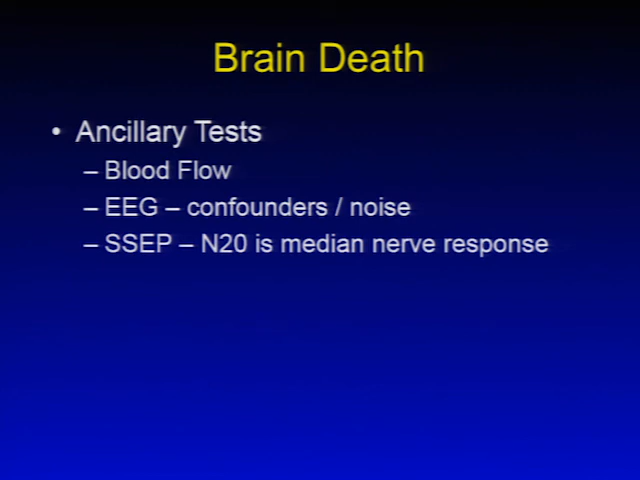 Brain Death
• Ancillary Tests
– Blood Flow
– EEG – confounders / noise
– SSEP – N20 is median nerve response